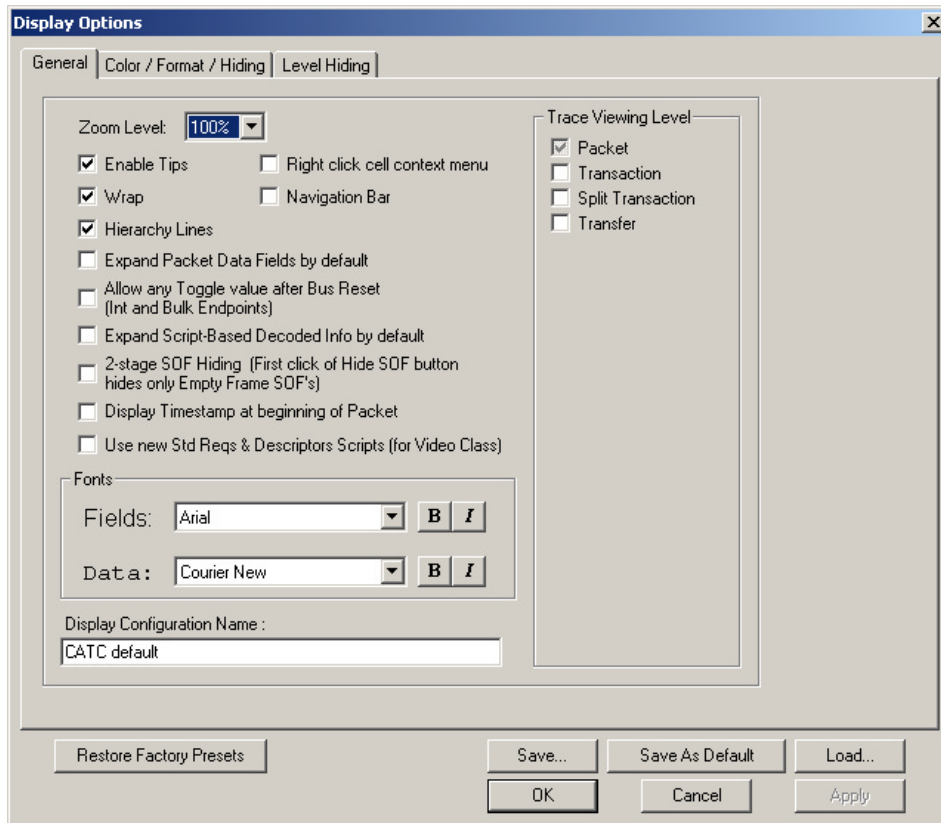 Display Options
General
Color / Format / Hiding
Level Hiding
Zoom Level:
100%
Enable Tips
Right click cell context menu
Wrap
Navigation Bar
Hierarchy Lines
Expand Packet Data Fields by default
Allow any Toggle value after Bus Reset
(Int and Bulk Endpoints)
Expand Script-Based Decoded Info by default
2-stage SOF Hiding (First click of Hide SOF button
hides only Empty Frame SOF's)
Display Timestamp at beginning of Packet
Use new Std Reqs & Descriptors Scripts (for Video Class)
Fonts
Fields:
Arial
B
I
Data:
Courier New
B
I
Display Configuration Name :
CATC default
Trace Viewing Level
Packet
Transaction
Split Transaction
Transfer
Restore Factory Presets
Save...
Save As Default
Load...
OK
Cancel
Apply